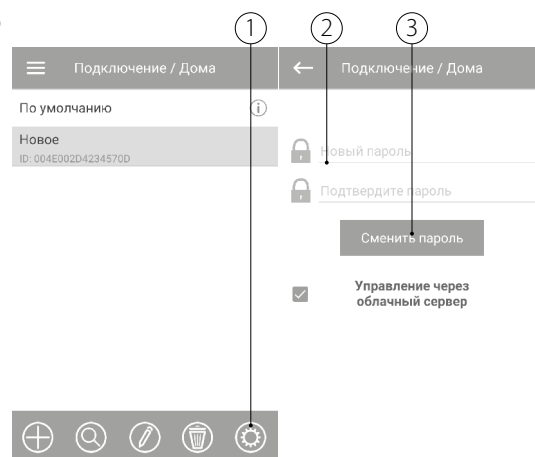 1
2
3
Подключение / Дома
По умолчанию
i
Новое
ID: 004E002D4234570D
Подключение / Дома
Новый пароль
Подтвердите пароль
Сменить пароль
Управление через
облачный сервер